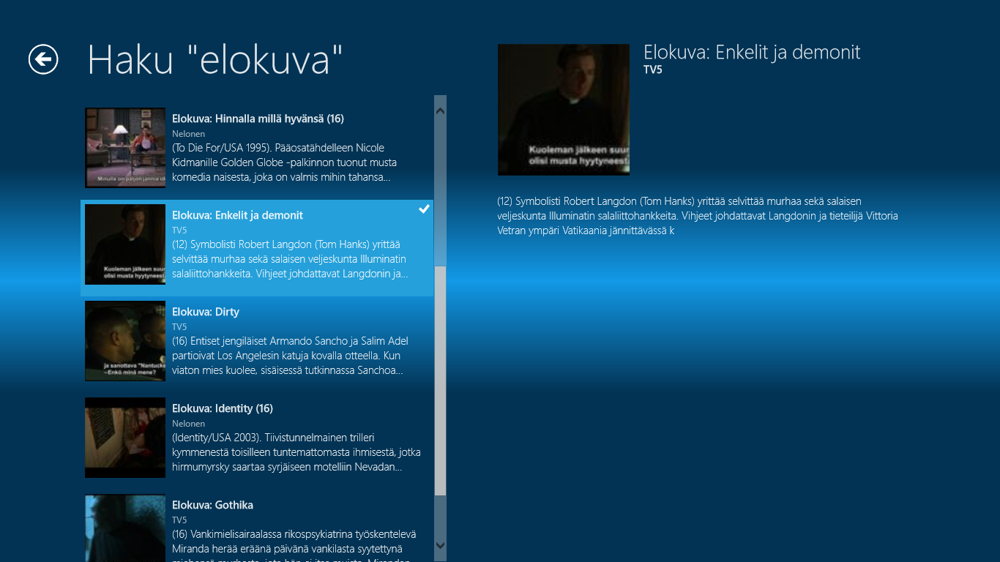 Haku "elokuva"
Elokuva: Hinnalla millä hyvänsä (16)
Nelonen
(To Die For/USA 1995). Pääosatähdelleen Nicole
Kidmanille Golden Globe -palkinnon tuonut musta
komedia naisesta, joka on valmis mihin tahansa...
Elokuva: Enkelit ja demonit
TV5
(12) Symbolisti Robert Langdon (Tom Hanks) yrittää
selvittää murhaa sekä salaisen veljeskunta Illuminatin
salaliittohankkeita. Vihjeet johdattavat Langdonin ja...
Kuoleman jälkeen suur
olisi musta hyytyneest
Elokuva: Dirty
TV5
(16) Entiset jengiläiset Armando Sancho ja Salim Adel
partioivat Los Angelesin katuja kovalla otteella. Kun
viaton mies kuolee, sisäisessä tutkinnassa Sanchoa...
ja sanottava "Nantucke
–Enkö minä mene?
Elokuva: Identity (16)
Nelonen
(Identity/USA 2003). Tiivistunnelmainen trilleri
kymmenestä toisilleen tuntemattomasta ihmisestä, jotka
hirmumyrsky saartaa syrjäiseen motelliin Nevadan...
Elokuva: Gothika
TV5
(16) Vankimielisairaalassa rikospsykiatrina työskentelevä
Miranda herää eräänä päivänä vankilasta syytettynä
Elokuva: Enkelit ja demonit
TV5
Kuoleman jälkeen suur
olisi musta hyytyneest
(12) Symbolisti Robert Langdon (Tom Hanks) yrittää selvittää murhaa sekä salaisen
veljeskunta Illuminatin salaliittohankkeita. Vihjeet johdattavat Langdonin ja tieteilijä Vittoria
Vetran ympäri Vatikaania jännittävässä k